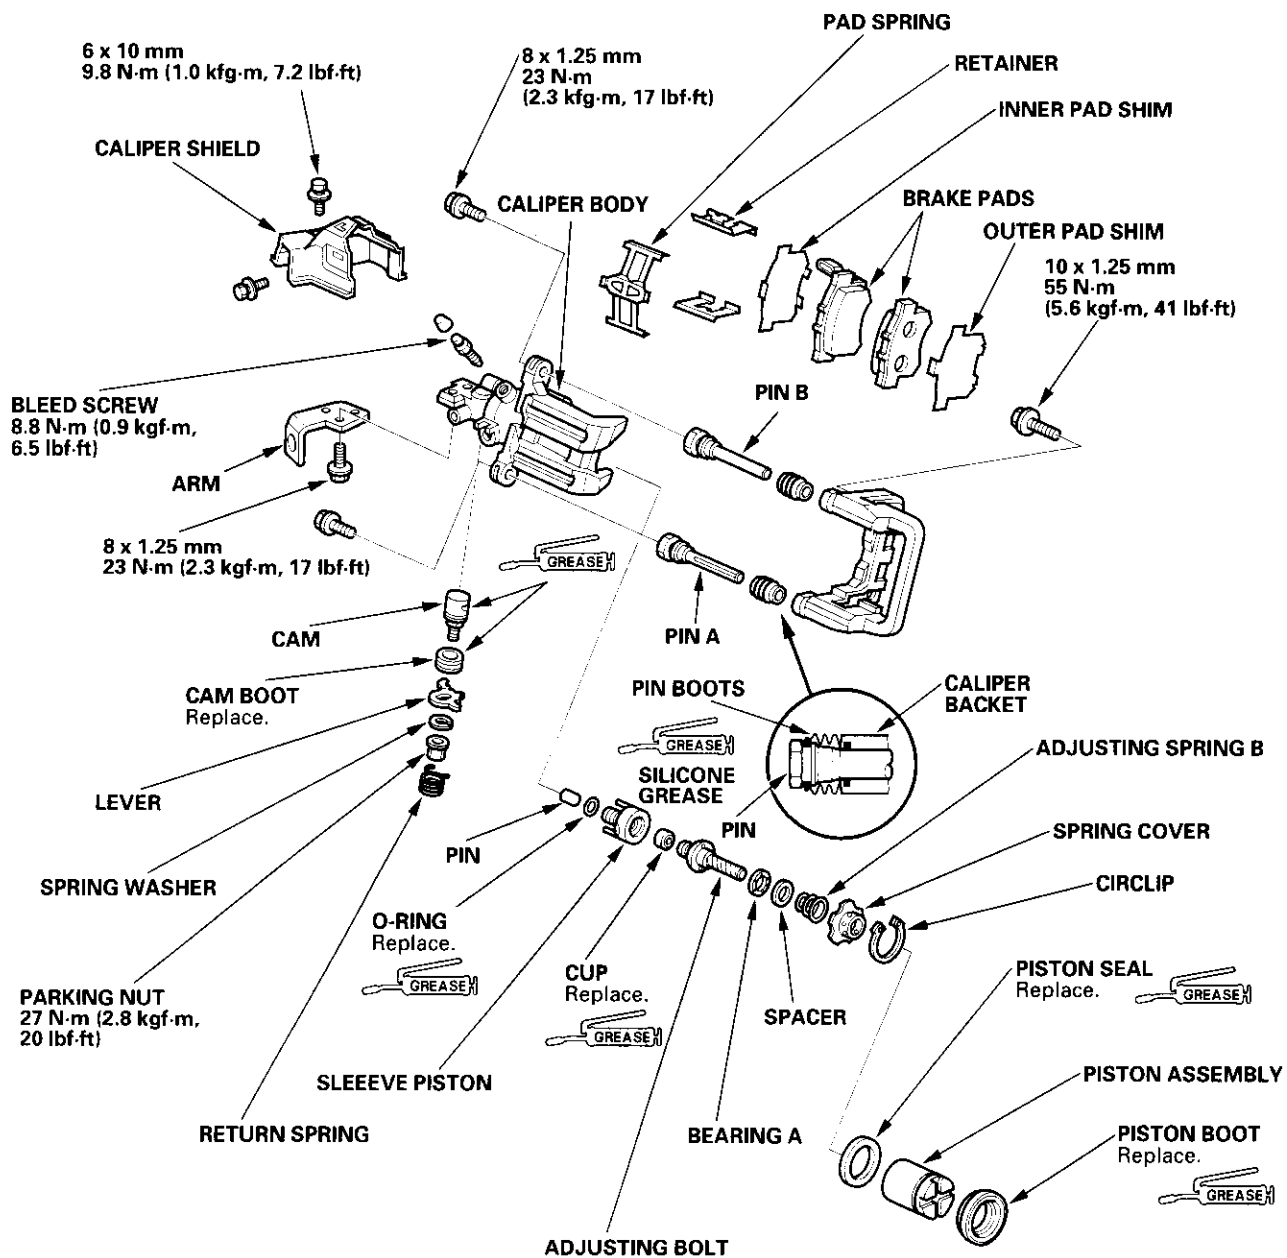 PAD SPRING
6 x 10 mm
9.8 N·m (1.0 kfg·m, 7.2 lbf·ft)
8 x 1.25 mm
23 N·m
(2.3 kfg·m, 17 lbf·ft)
RETAINER
INNER PAD SHIM
CALIPER SHIELD
CALIPER BODY
BRAKE PADS
OUTER PAD SHIM
10 x 1.25 mm
55 N·m
(5.6 kgf·m, 41 lbf·ft)
BLEED SCREW
8.8 N·m (0.9 kgf·m,
6.5 lbf·ft)
PIN B
ARM
8 x 1.25 mm
23 N·m (2.3 kgf·m, 17 lbf·ft)
GREASE
CAM
PIN A
CAM BOOT
Replace.
PIN BOOTS
CALIPER
BACKET
GREASE
SILICONE
GREASE
ADJUSTING SPRING B
LEVER
PIN
PIN
SPRING COVER
SPRING WASHER
CIRCLIP
O-RING
Replace.
GREASE
CUP
Replace.
GREASE
PISTON SEAL
Replace.
GREASE
PARKING NUT
27 N·m (2.8 kgf·m,
20 lbf·ft)
SPACER
SLEEEVE PISTON
PISTON ASSEMBLY
RETURN SPRING
BEARING A
PISTON BOOT
Replace.
GREASE
ADJUSTING BOLT